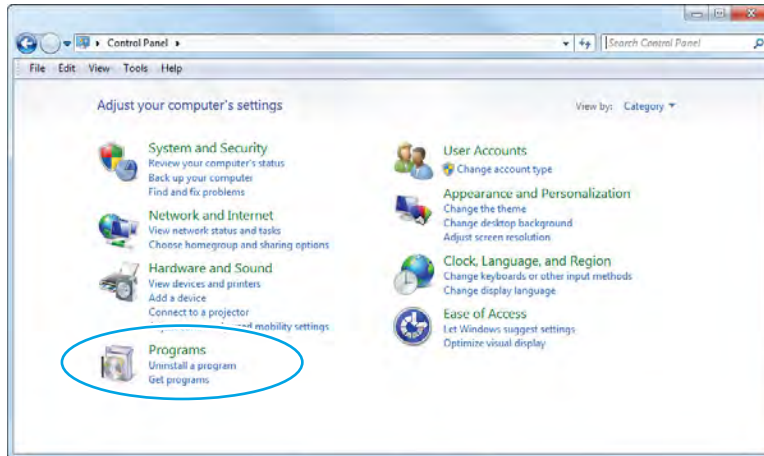 Control Panel
Search Control Panel
File Edit View Tools Help
Adjust your computer's settings
View by: Category
System and Security
Review your computer's status
Back up your computer
Find and fix problems
Network and Internet
View network status and tasks
Choose homegroup and sharing options
Hardware and Sound
View devices and printers
Add a device
Connect to a projector
mobility settings
Programs
Uninstall a program
Get programs
User Accounts
Change account type
Appearance and Personalization
Change the theme
Change desktop background
Adjust screen resolution
Clock, Language, and Region
Change keyboards or other input methods
Change display language
Ease of Access
Let Windows suggest settings
Optimize visual display